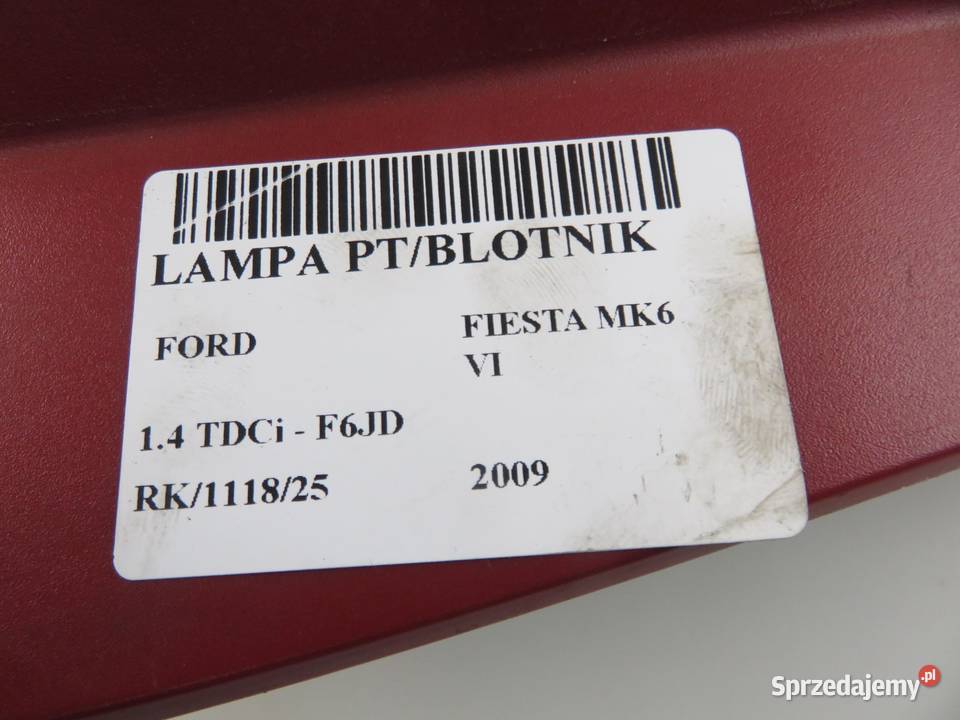 LAMPA PT/BLOTNIK
FORD
FIESTA MK6
VI
1.4 TDCi - F6JD
RK/1118/25
2009
Sprzedajemy.pl